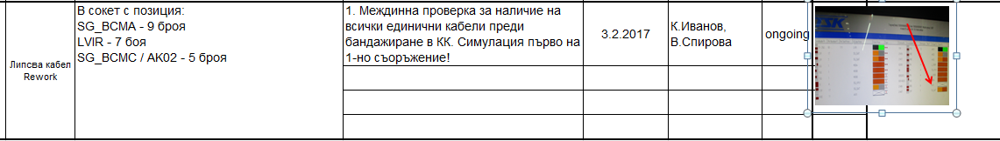 Липсва кабел
Rework
В сокет с позиция:
SG_BCMA - 9 броя
LVIR - 7 боя
SG_BCMC / AK02 - 5 броя
1. Междинна проверка за наличие на
всички единични кабели преди
бандажиране в КК. Симулация първо на
1-но съоръжение!
3.2.2017
К.Иванов,
В.Спирова
ongoing